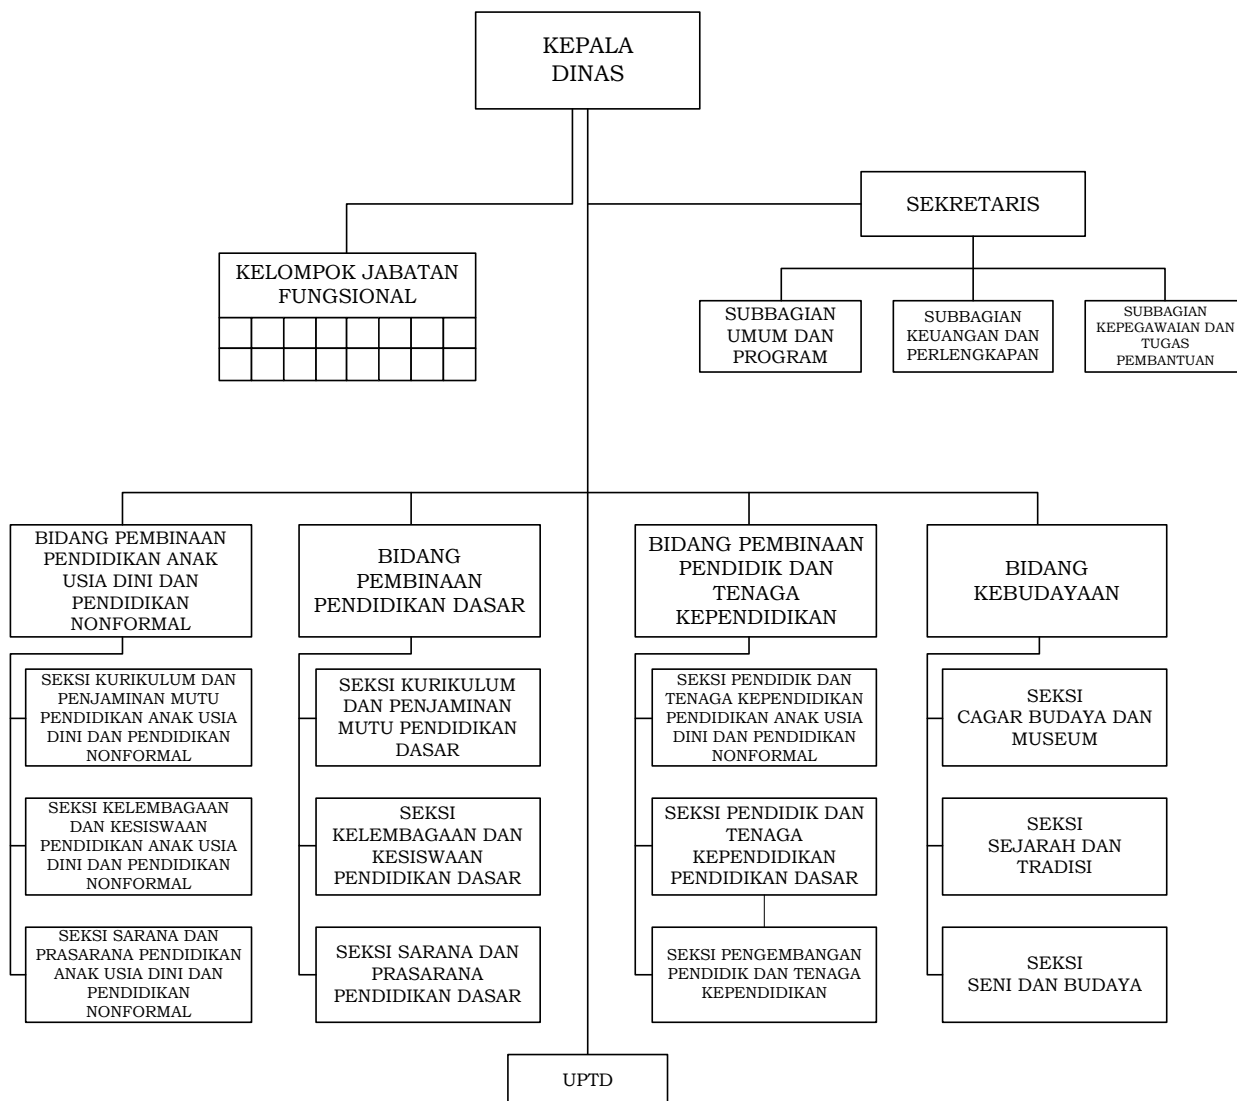 KEPALA
DINAS
SEKRETARIS
KELOMPOK JABATAN
FUNGSIONAL
SUBBAGIAN
UMUM DAN
PROGRAM
SUBBAGIAN
KEUANGAN DAN
PERLENGKAPAN
SUBBAGIAN
KEPEGAWAIAN DAN
TUGAS
PEMBANTUAN
BIDANG PEMBINAAN
PENDIDIKAN ANAK
USIA DINI DAN
PENDIDIKAN
NONFORMAL
BIDANG
PEMBINAAN
PENDIDIKAN DASAR
BIDANG PEMBINAAN
PENDIDIK DAN
TENAGA
KEPENDIDIKAN
BIDANG
KEBUDAYAAN
SEKSI KURIKULUM DAN
PENJAMINAN MUTU
PENDIDIKAN ANAK USIA
DINI DAN PENDIDIKAN
NONFORMAL
SEKSI KURIKULUM
DAN PENJAMINAN
MUTU PENDIDIKAN
DASAR
SEKSI PENDIDIK DAN
TENAGA KEPENDIDIKAN
PENDIDIKAN ANAK USIA
DINI DAN PENDIDIKAN
NONFORMAL
SEKSI
CAGAR BUDAYA DAN
MUSEUM
SEKSI KELEMBAGAAN
DAN KESISWAAN
PENDIDIKAN ANAK USIA
DINI DAN PENDIDIKAN
NONFORMAL
SEKSI
KELEMBAGAAN DAN
KESISWAAN
PENDIDIKAN DASAR
SEKSI PENDIDIK DAN
TENAGA
KEPENDIDIKAN
PENDIDIKAN DASAR
SEKSI
SEJARAH DAN
TRADISI
SEKSI SARANA DAN
PRASARANA PENDIDIKAN
ANAK USIA DINI DAN
PENDIDIKAN
NONFORMAL
SEKSI SARANA DAN
PRASARANA
PENDIDIKAN DASAR
SEKSI PENGEMBANGAN
PENDIDIK DAN TENAGA
KEPENDIDIKAN
SEKSI
SENI DAN BUDAYA
UPTD